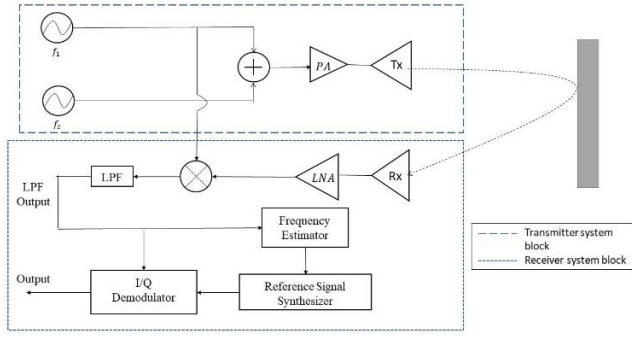 f₁
f₂
PA
Tx
LPF
LNA
Rx
LPF
Output
Frequency
Estimator
Output
I/Q
Demodulator
Reference Signal
Synthesizer
Transmitter system
block
Receiver system block